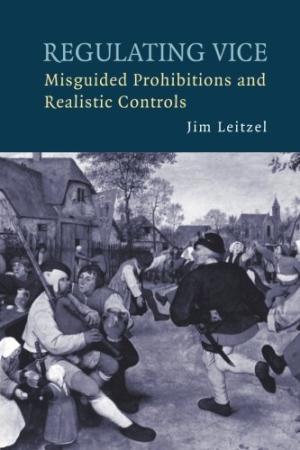 REGULATING VICE
Misguided Prohibitions and
Realistic Controls
Jim Leitzel